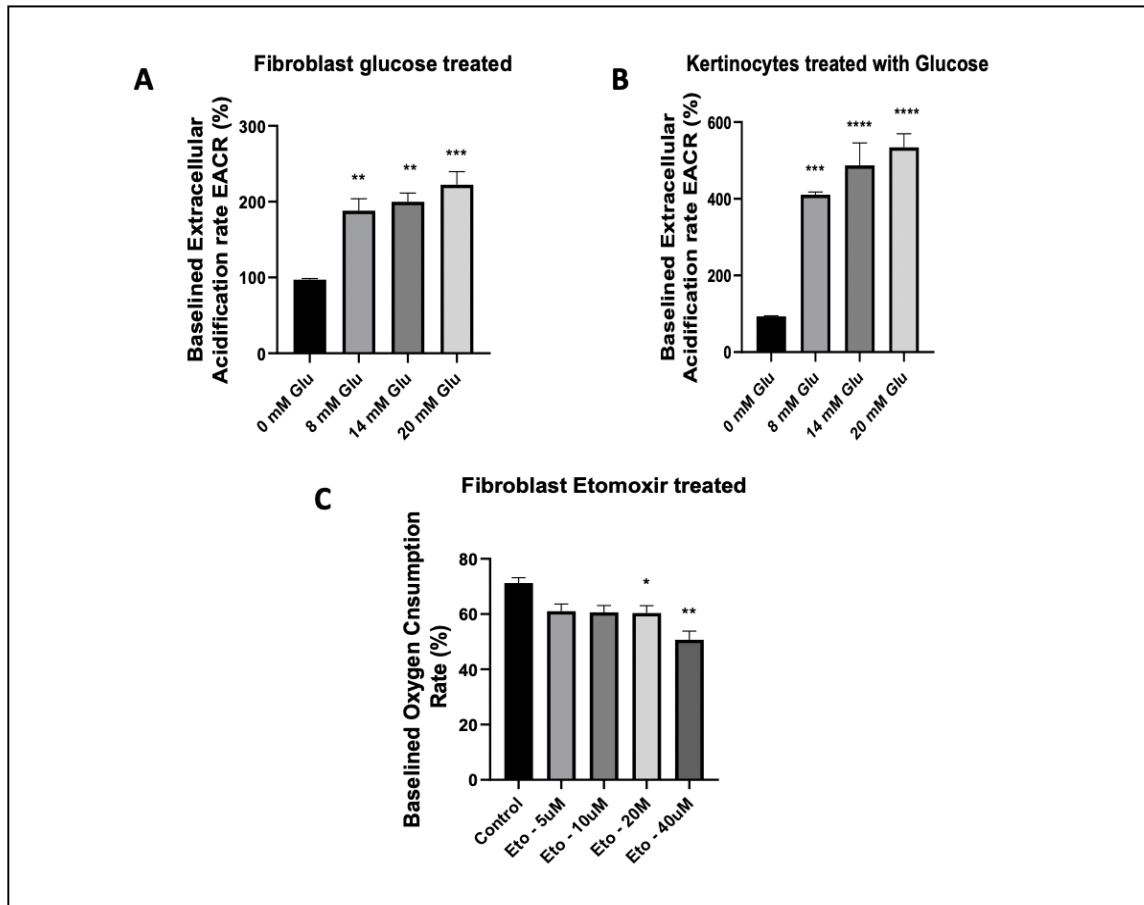 A
Fibroblast glucose treated
Baselined Extracellular
Acidification rate EACR (%)
300
200
100
0
**
**
***
0 mM Glu
8 mM Glu
14 mM Glu
20 mM Glu
B
Kertinocytes treated with Glucose
Baselined Extracellular
Acidification rate EACR (%)
600
400
200
0
***
****
****
0 mM Glu
8 mM Glu
14 mM Glu
20 mM Glu
C
Fibroblast Etomoxir treated
Baselined Oxygen Cnsumption
Rate (%)
80
60
40
20
0
*
**
Control
Eto - 5uM
Eto - 10uM
Eto - 20M
Eto - 40uM